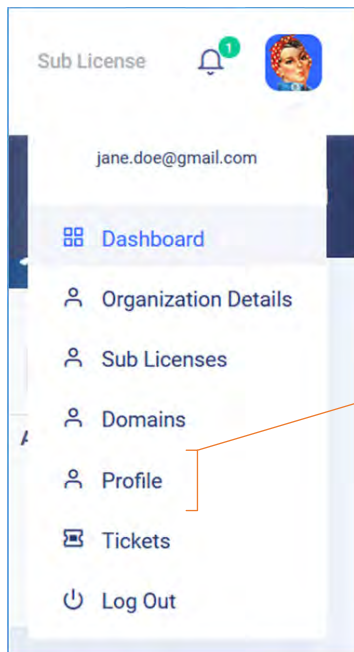 Sub License
1
jane.doe@gmail.com
Dashboard
Organization Details
Sub Licenses
Domains
Profile
Tickets
Log Out